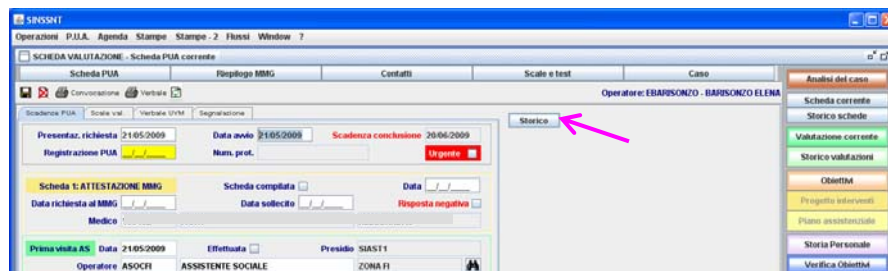 SINSSNT
Operazioni P.U.A. Agenda Stampe Stampe-2 Flussi Window ?
SCHEDA VALUTAZIONE - Scheda PUA corrente
Scheda PUA Riepilogo MMG Contatti Scale e test Caso
Convocazione Verbale Operatore: EBARISONZO - BARISONZO ELENA
Scadenze PUA Scale val. Verbale UVM Segnalazione
Storico
Presentaz. richiesta 21/05/2009 Data avvio 21/05/2009 Scadenza conclusione 20/06/2009
Registrazione PUA _/_/____ Num. prot. Urgente
Scheda 1: ATTESTAZIONE MMG Scheda compilata Data _/_/____
Data richiesta al MMG _/_/____ Data sollecito _/_/____ Risposta negativa
Medico
Prima visita AS Data 21/05/2009 Effettuata Presidio SIAST1
Operatore ASOCFI ASSISTENTE SOCIALE ZONA FI
Analisi del caso
Scheda corrente
Storico schede
Valutazione corrente
Storico valutazioni
Obiettivi
Progetto interventi
Piano assistenziale
Storia Personale
Verifica Obiettivi